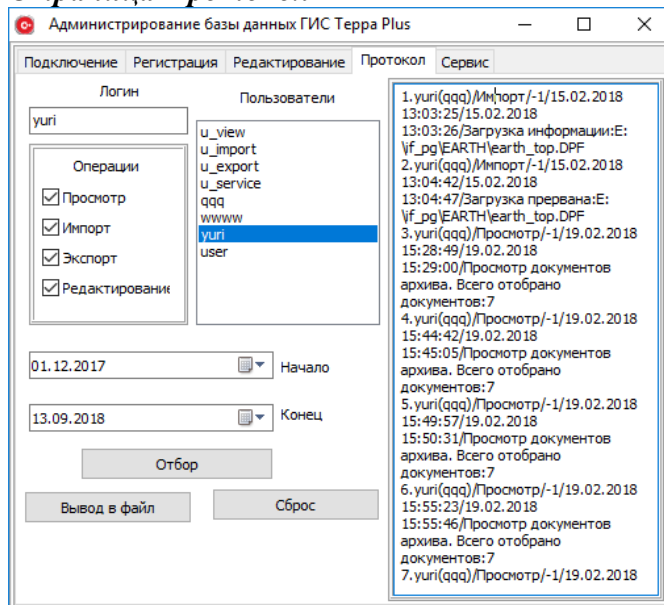 Администрирование базы данных ГИС Терра Plus
Подключение Регистрация Редактирование Протокол Сервис
Логин
yuri
Операции
Просмотр
Импорт
Экспорт
Редактирование
Пользователи
u_view
u_import
u_export
u_service
qqq
wwww
yuri
user
01.12.2017
Начало
13.09.2018
Конец
Отбор
Вывод в файл
Сброс
1.yuri(qqq)/Импорт/-1/15.02.2018
13:03:25/15.02.2018
13:03:26/Загрузка информации:E:
\if_pg\EARTH\earth_top.DPF
2.yuri(qqq)/Импорт/-1/15.02.2018
13:04:42/15.02.2018
13:04:47/Загрузка прервана:E:
\if_pg\EARTH\earth_top.DPF
3.yuri(qqq)/Просмотр/-1/19.02.2018
15:28:49/19.02.2018
15:29:00/Просмотр документов
архива. Всего отобрано
документов:7
4.yuri(qqq)/Просмотр/-1/19.02.2018
15:44:42/19.02.2018
15:45:05/Просмотр документов
архива. Всего отобрано
документов:7
5.yuri(qqq)/Просмотр/-1/19.02.2018
15:49:57/19.02.2018
15:50:31/Просмотр документов
архива. Всего отобрано
документов:7
6.yuri(qqq)/Просмотр/-1/19.02.2018
15:55:23/19.02.2018
15:55:46/Просмотр документов
архива. Всего отобрано
документов:7
7.yuri(qqq)/Просмотр/-1/19.02.2018